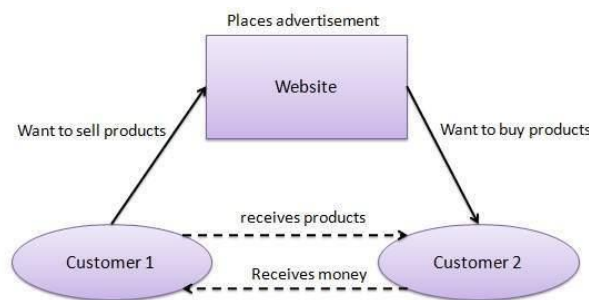 Places advertisement
Website
Want to sell products
Want to buy products
receives products
Customer 1
Customer 2
Receives money